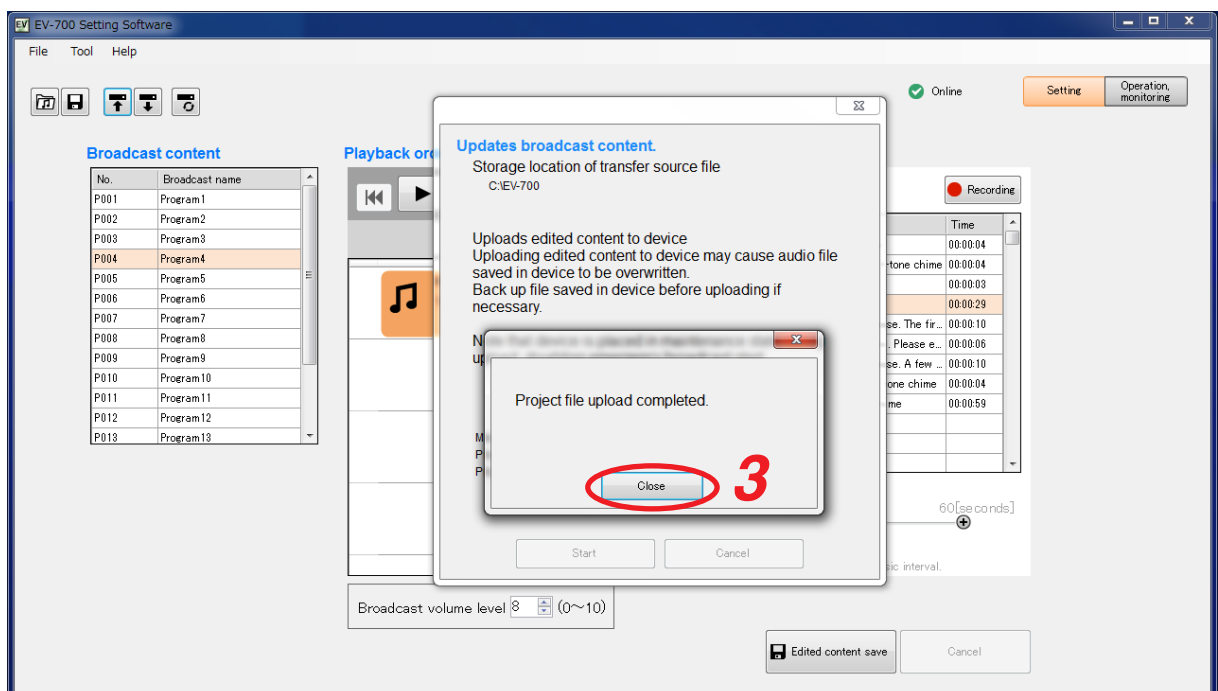 EV EV-700 Setting Software
File Tool Help
Online
Setting
Operation,
monitoring
Broadcast content
No. Broadcast name
P001 Program1
P002 Program2
P003 Program3
P004 Program4
P005 Program5
P006 Program6
P007 Program7
P008 Program8
P009 Program9
P010 Program10
P011 Program11
P012 Program12
P013 Program13
Playback
Recording
Time
00:00:04
-tone chime 00:00:04
00:00:03
00:00:29
se. The fir... 00:00:10
. Please e... 00:00:06
se. A few ... 00:00:10
one chime 00:00:04
me 00:00:59
60[seconds]
sic interval.
Updates broadcast content.
Storage location of transfer source file
C:\EV-700
Uploads edited content to device
Uploading edited content to device may cause audio file
saved in device to be overwritten.
Back up file saved in device before uploading if
necessary.
Project file upload completed.
Close
3
Start Cancel
Broadcast volume level 8 (0～10)
Edited content save
Cancel